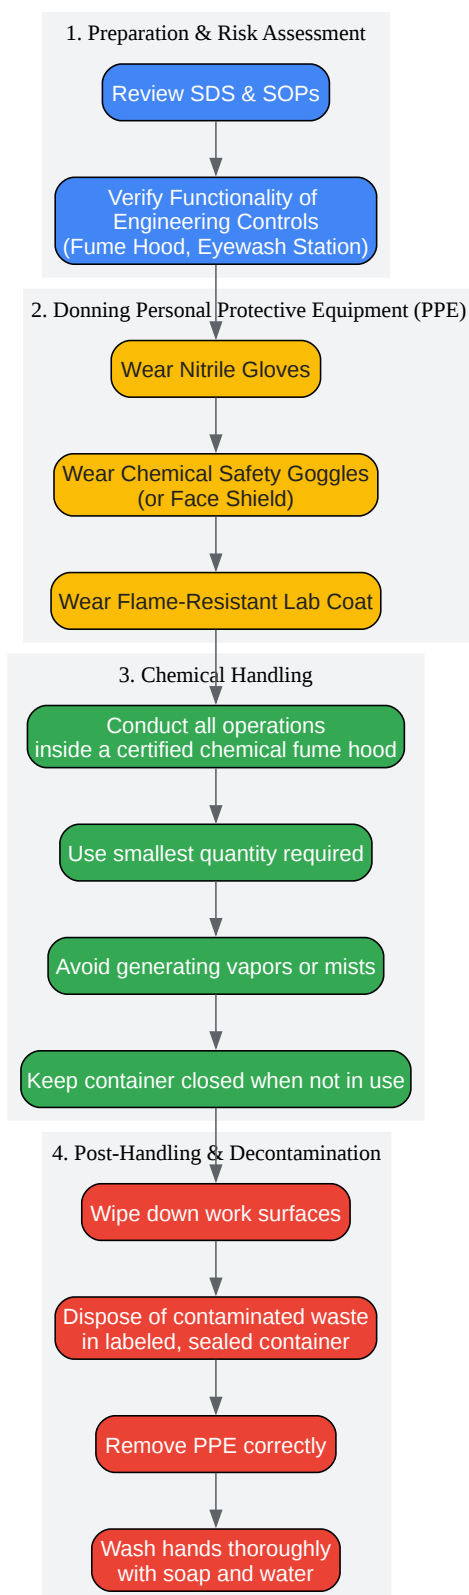 1. Preparation & Risk Assessment
Review SDS & SOPs
Verify Functionality of
Engineering Controls
(Fume Hood, Eyewash Station)
2. Donning Personal Protective Equipment (PPE)
Wear Nitrile Gloves
Wear Chemical Safety Goggles
(or Face Shield)
Wear Flame-Resistant Lab Coat
3. Chemical Handling
Conduct all operations
inside a certified chemical fume hood
Use smallest quantity required
Avoid generating vapors or mists
Keep container closed when not in use
4. Post-Handling & Decontamination
Wipe down work surfaces
Dispose of contaminated waste
in labeled, sealed container
Remove PPE correctly
Wash hands thoroughly
with soap and water